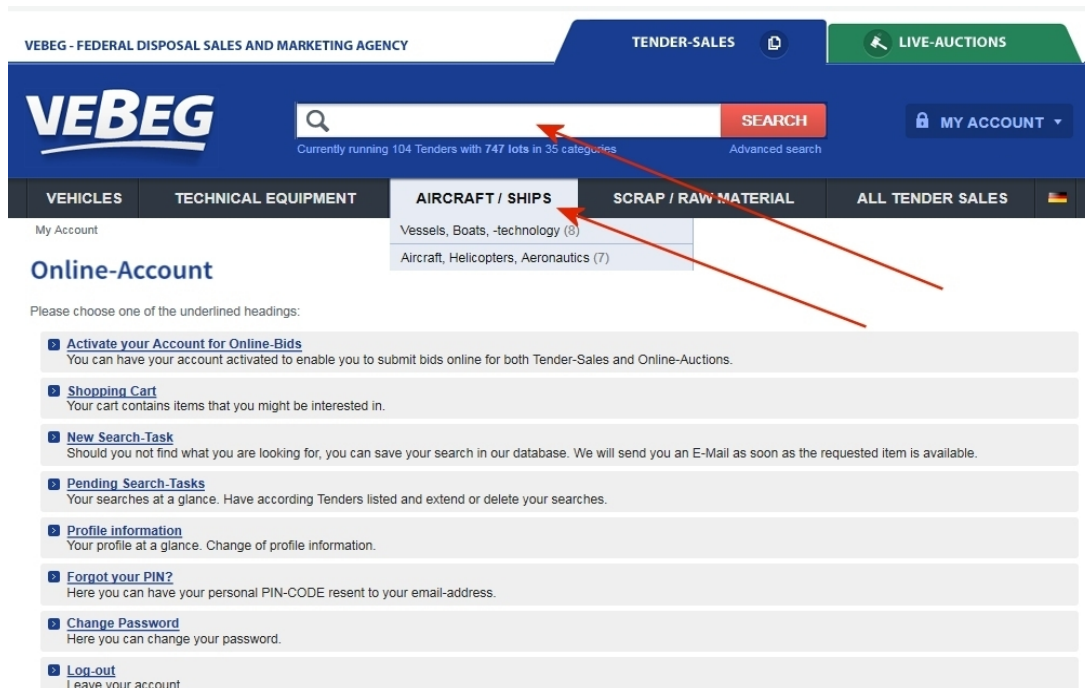 VEBEG - FEDERAL DISPOSAL SALES AND MARKETING AGENCY
TENDER-SALES
LIVE-AUCTIONS
VEBEG
SEARCH
MY ACCOUNT
Currently running 104 Tenders with 747 lots in 35 categories
Advanced search
VEHICLES
TECHNICAL EQUIPMENT
AIRCRAFT / SHIPS
SCRAP / RAW MATERIAL
ALL TENDER SALES
My Account
Vessels, Boats, -technology (8)
Aircraft, Helicopters, Aeronautics (7)
Online-Account
Please choose one of the underlined headings:
Activate your Account for Online-Bids
You can have your account activated to enable you to submit bids online for both Tender-Sales and Online-Auctions.
Shopping Cart
Your cart contains items that you might be interested in.
New Search-Task
Should you not find what you are looking for, you can save your search in our database. We will send you an E-Mail as soon as the requested item is available.
Pending Search-Tasks
Your searches at a glance. Have according Tenders listed and extend or delete your searches.
Profile information
Your profile at a glance. Change of profile information.
Forgot your PIN?
Here you can have your personal PIN-CODE resent to your email-address.
Change Password
Here you can change your password.
Log-out
Leave your account